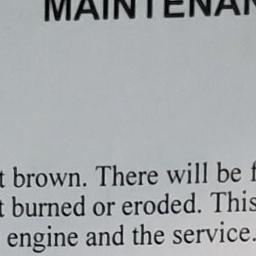 MAINTENAN
t brown. There will be f
t burned or eroded. This
engine and the service.